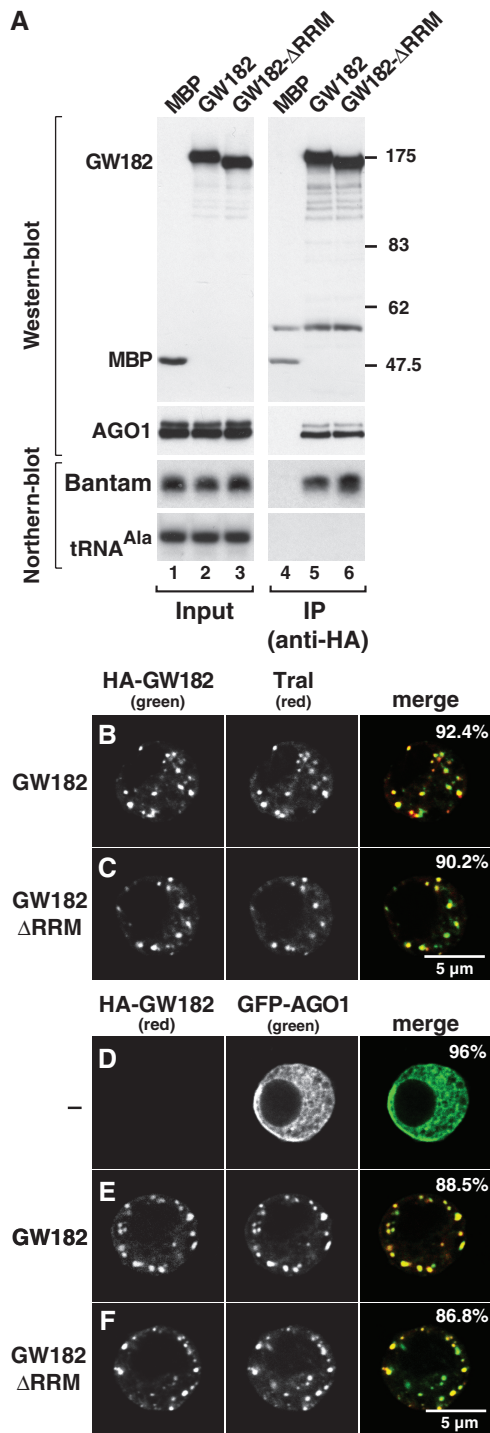 A
MBP
GW182
GW182-ΔRRM
MBP
GW182
GW182-ΔRRM
Western-blot
GW182
175
83
62
MBP
47.5
AGO1
Northern-blot
Bantam
tRNA^Ala
1 2 3 4 5 6
Input IP
(anti-HA)
HA-GW182 Tral merge
(green) (red)
B 92.4%
GW182
C 90.2%
GW182
ΔRRM
5 μm
HA-GW182 GFP-AGO1 merge
(red) (green)
D 96%
–
E 88.5%
GW182
F 86.8%
GW182
ΔRRM
5 μm